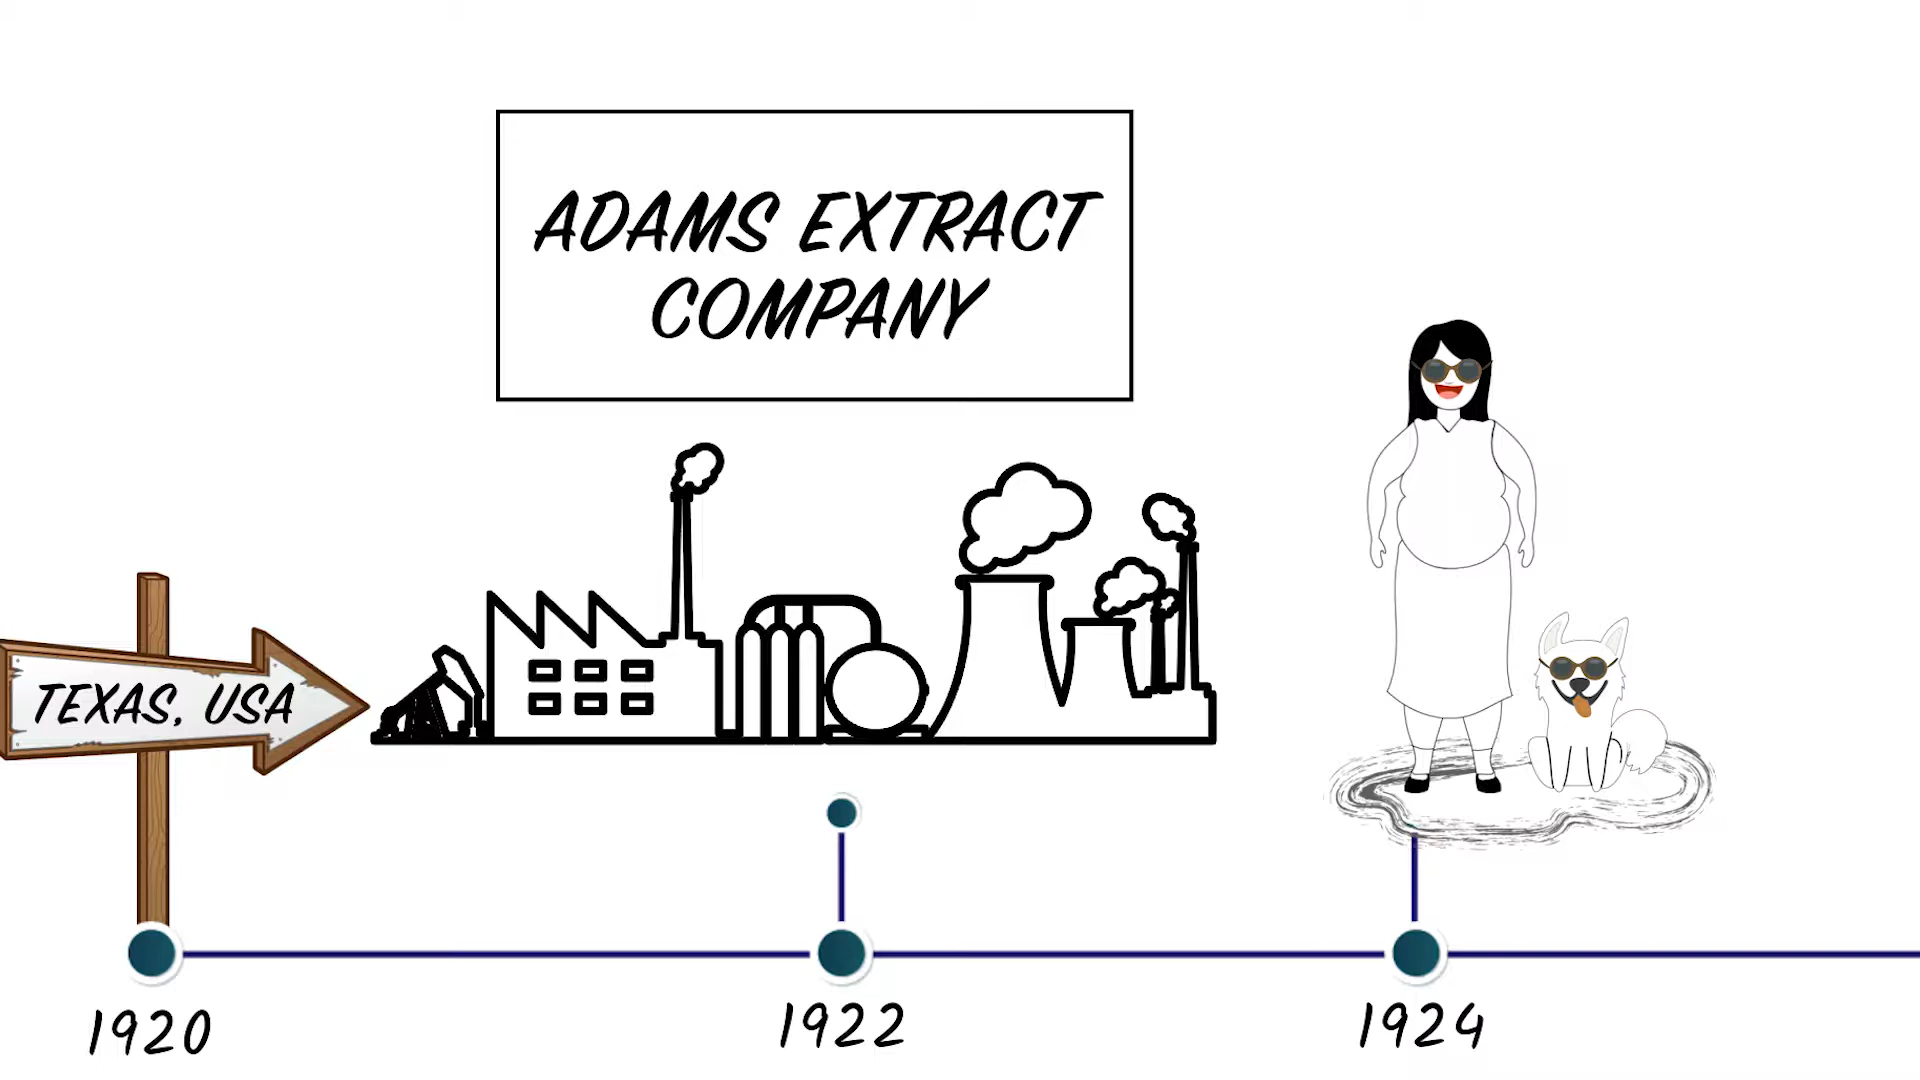 ADAMS EXTRACT
COMPANY
TEXAS, USA
1920
1922
1924